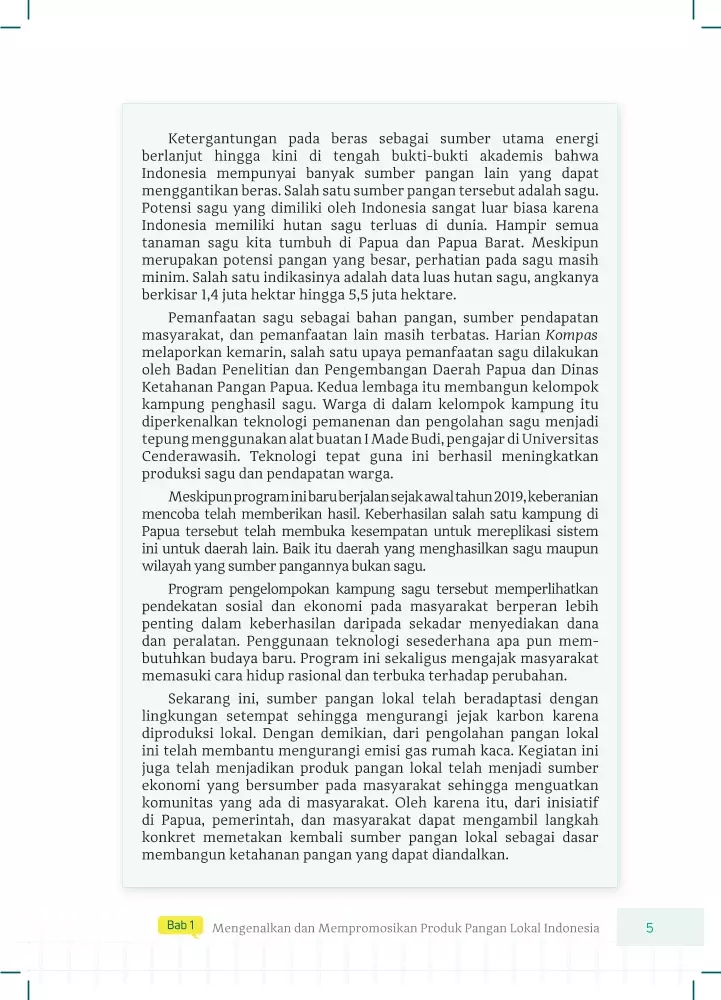 Ketergantungan pada beras sebagai sumber utama energi
berlanjut hingga kini di tengah bukti-bukti akademis bahwa
Indonesia mempunyai banyak sumber pangan lain yang dapat
menggantikan beras. Salah satu sumber pangan tersebut adalah sagu.
Potensi sagu yang dimiliki oleh Indonesia sangat luar biasa karena
Indonesia memiliki hutan sagu terluas di dunia. Hampir semua
tanaman sagu kita tumbuh di Papua dan Papua Barat. Meskipun
merupakan potensi pangan yang besar, perhatian pada sagu masih
minim. Salah satu indikasinya adalah data luas hutan sagu, angkanya
berkisar 1,4 juta hektar hingga 5,5 juta hektare.
Pemanfaatan sagu sebagai bahan pangan, sumber pendapatan
masyarakat, dan pemanfaatan lain masih terbatas. Harian Kompas
melaporkan kemarin, salah satu upaya pemanfaatan sagu dilakukan
oleh Badan Penelitian dan Pengembangan Daerah Papua dan Dinas
Ketahanan Pangan Papua. Kedua lembaga itu membangun kelompok
kampung penghasil sagu. Warga di dalam kelompok kampung itu
diperkenalkan teknologi pemanenan dan pengolahan sagu menjadi
tepung menggunakan alat buatan I Made Budi, pengajar di Universitas
Cenderawasih. Teknologi tepat guna ini berhasil meningkatkan
produksi sagu dan pendapatan warga.
Meskipun program ini baru berjalan sejak awal tahun 2019, keberanian
mencoba telah memberikan hasil. Keberhasilan salah satu kampung di
Papua tersebut telah membuka kesempatan untuk mereplikasi sistem
ini untuk daerah lain. Baik itu daerah yang menghasilkan sagu maupun
wilayah yang sumber pangannya bukan sagu.
Program pengelompokan kampung sagu tersebut memperlihatkan
pendekatan sosial dan ekonomi pada masyarakat berperan lebih
penting dalam keberhasilan daripada sekadar menyediakan dana
dan peralatan. Penggunaan teknologi sesederhana apa pun mem-
butuhkan budaya baru. Program ini sekaligus mengajak masyarakat
memasuki cara hidup rasional dan terbuka terhadap perubahan.
Sekarang ini, sumber pangan lokal telah beradaptasi dengan
lingkungan setempat sehingga mengurangi jejak karbon karena
diproduksi lokal. Dengan demikian, dari pengolahan pangan lokal
ini telah membantu mengurangi emisi gas rumah kaca. Kegiatan ini
juga telah menjadikan produk pangan lokal telah menjadi sumber
ekonomi yang bersumber pada masyarakat sehingga menguatkan
komunitas yang ada di masyarakat. Oleh karena itu, dari inisiatif
di Papua, pemerintah, dan masyarakat dapat mengambil langkah
konkret memetakan kembali sumber pangan lokal sebagai dasar
membangun ketahanan pangan yang dapat diandalkan.
Bab 1 Mengenalkan dan Mempromosikan Produk Pangan Lokal Indonesia 5